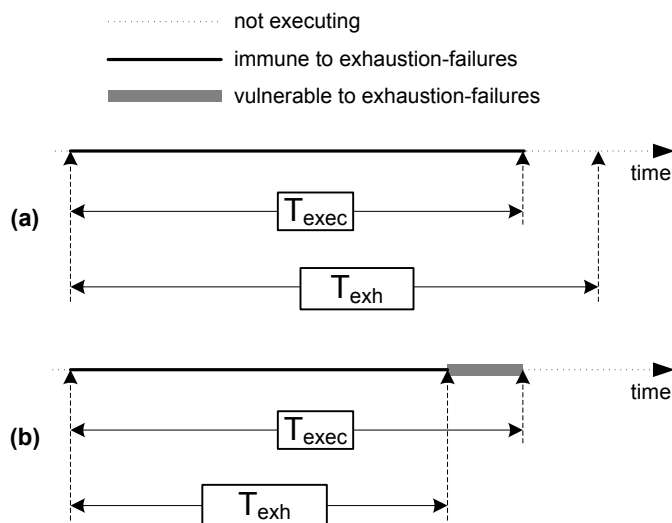 not executing
immune to exhaustion-failures
vulnerable to exhaustion-failures
time
(a)
Texec
Texh
time
(b)
Texec
Texh